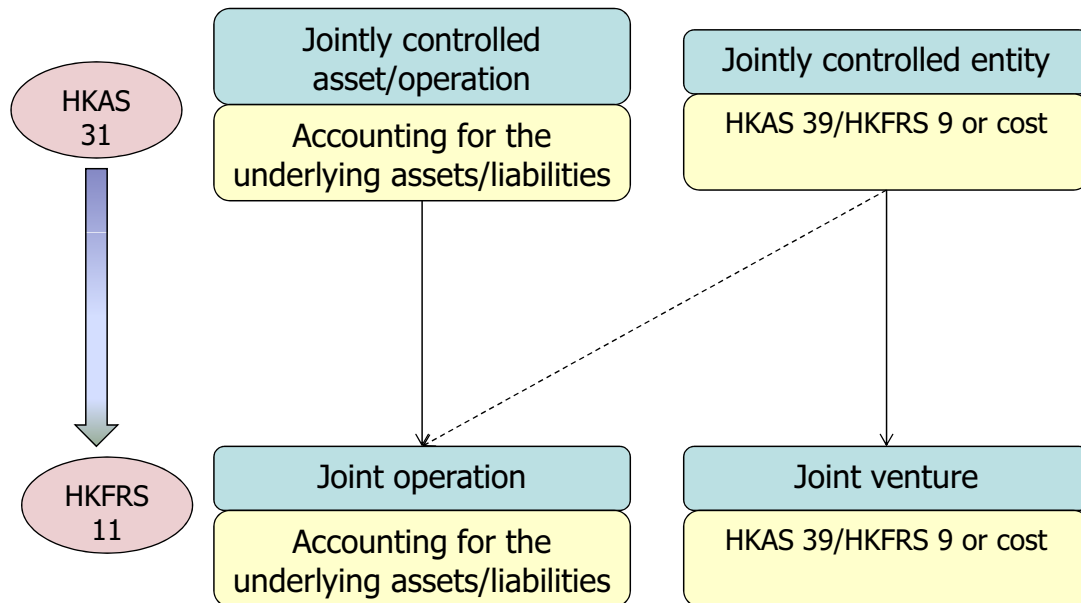 HKAS
31
Jointly controlled
asset/operation
Accounting for the
underlying assets/liabilities
Jointly controlled entity
HKAS 39/HKFRS 9 or cost
HKFRS
11
Joint operation
Accounting for the
underlying assets/liabilities
Joint venture
HKAS 39/HKFRS 9 or cost